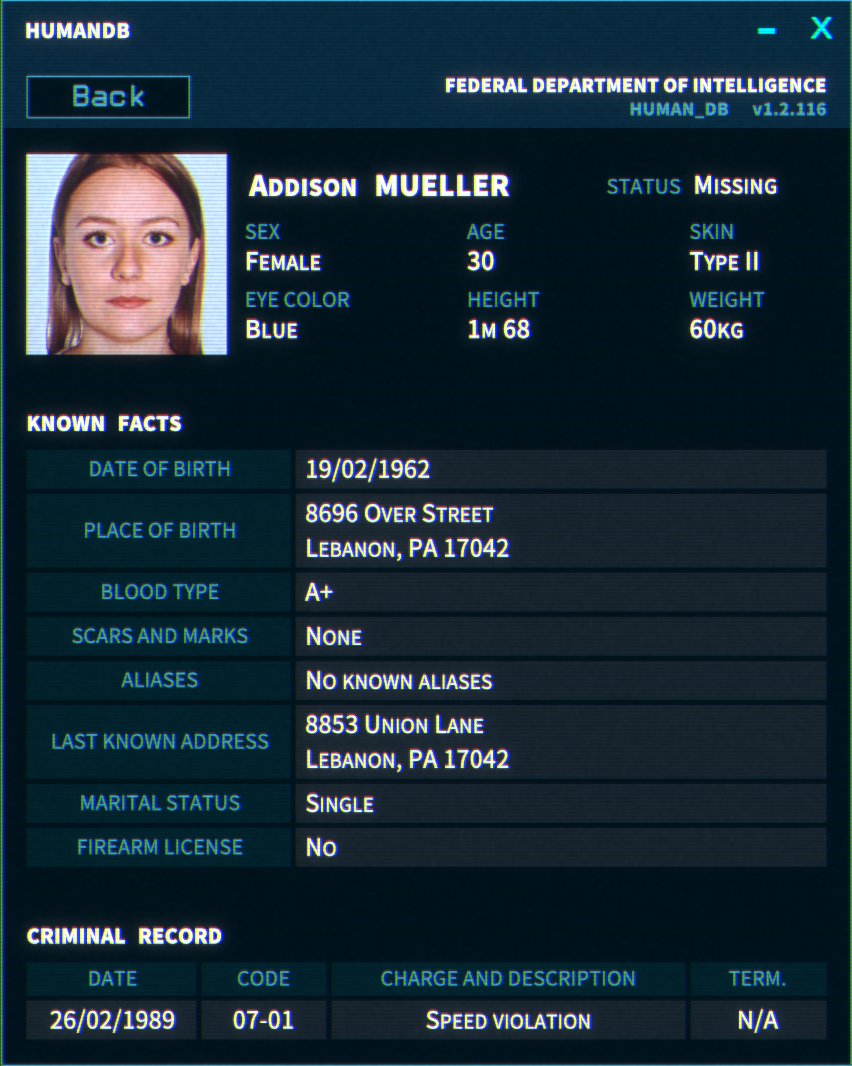 HUMANDB
– X
Back
FEDERAL DEPARTMENT OF INTELLIGENCE
HUMAN_DB v1.2.116
ADDISON MUELLER
STATUS MISSING
SEX AGE SKIN
FEMALE 30 TYPE II
EYE COLOR HEIGHT WEIGHT
BLUE 1M 68 60KG
KNOWN FACTS
DATE OF BIRTH 19/02/1962
PLACE OF BIRTH
8696 OVER STREET
LEBANON, PA 17042
BLOOD TYPE A+
SCARS AND MARKS NONE
ALIASES NO KNOWN ALIASES
LAST KNOWN ADDRESS
8853 UNION LANE
LEBANON, PA 17042
MARITAL STATUS SINGLE
FIREARM LICENSE NO
CRIMINAL RECORD
DATE CODE CHARGE AND DESCRIPTION TERM.
26/02/1989 07-01 SPEED VIOLATION N/A